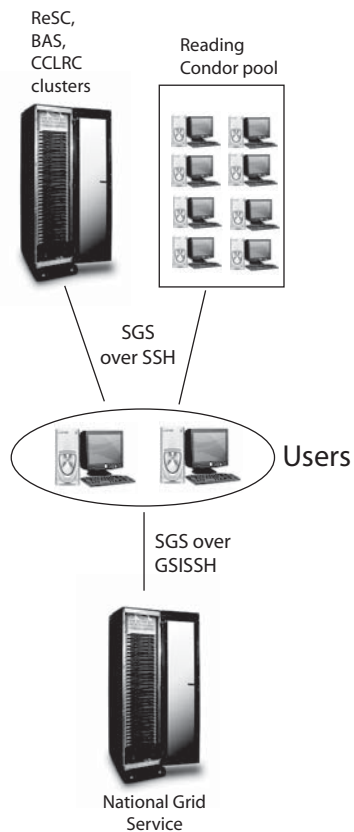 ReSC,
BAS,
CCLRC
clusters
Reading
Condor pool
SGS
over SSH
Users
SGS over
GSISSH
National Grid
Service